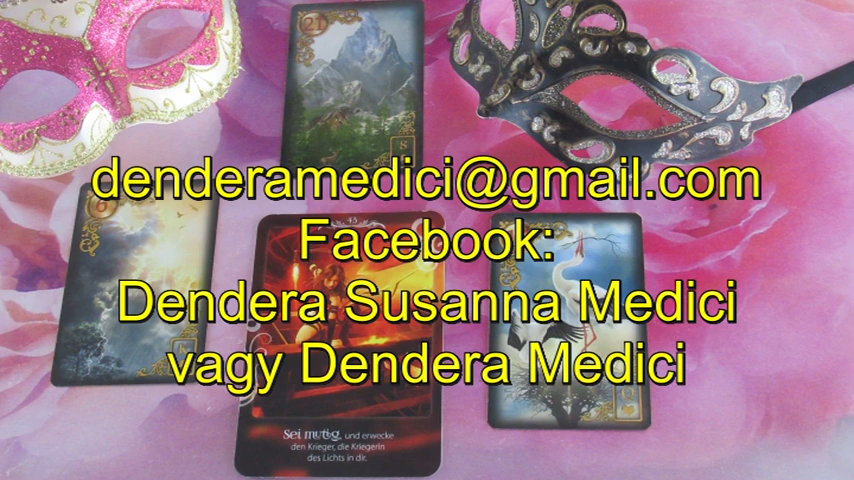 21
8
denderamedici@gmail.com
Facebook:
Dendera Susanna Medici
vagy Dendera Medici
6
43
Sei mutig, und erwecke
den Krieger, die Kriegerin
des Lichts in dir.